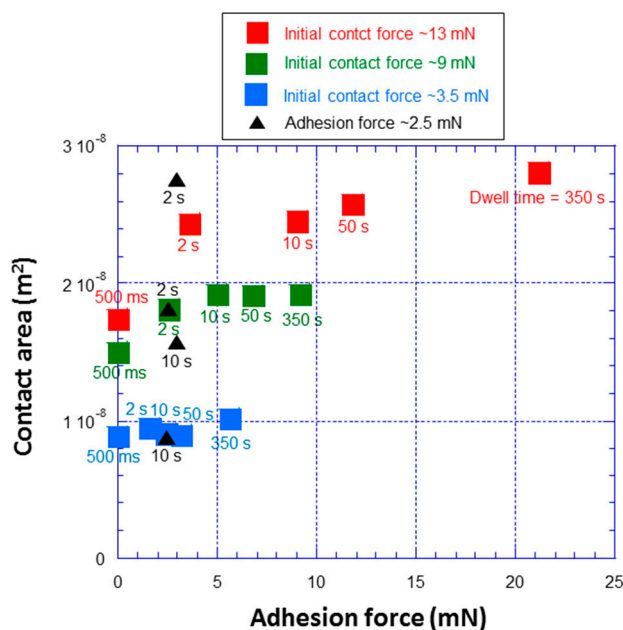 Initial contct force ~13 mN
Initial contact force ~9 mN
Initial contact force ~3.5 mN
Adhesion force ~2.5 mN
3 10⁻⁸
2 s
Dwell time = 350 s
2 s
10 s
50 s
2 10⁻⁸
500 ms
2 s
2 s
10 s
50 s
350 s
500 ms
10 s
1 10⁻⁸
2 s 10 s
50 s
500 ms
10 s
350 s
0
0
5
10
15
20
25
Contact area (m²)
Adhesion force (mN)